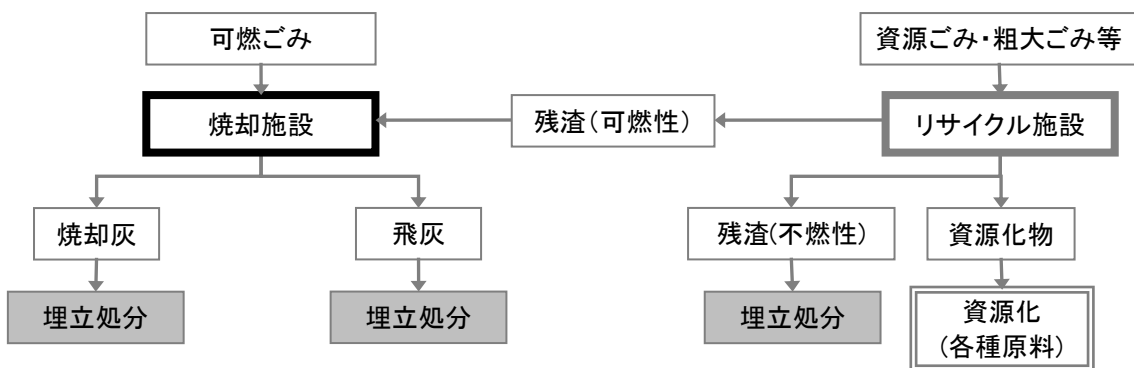 可燃ごみ
資源ごみ・粗大ごみ等
焼却施設
残渣（可燃性）
リサイクル施設
焼却灰
飛灰
残渣(不燃性)
資源化物
埋立処分
埋立処分
埋立処分
資源化
(各種原料)